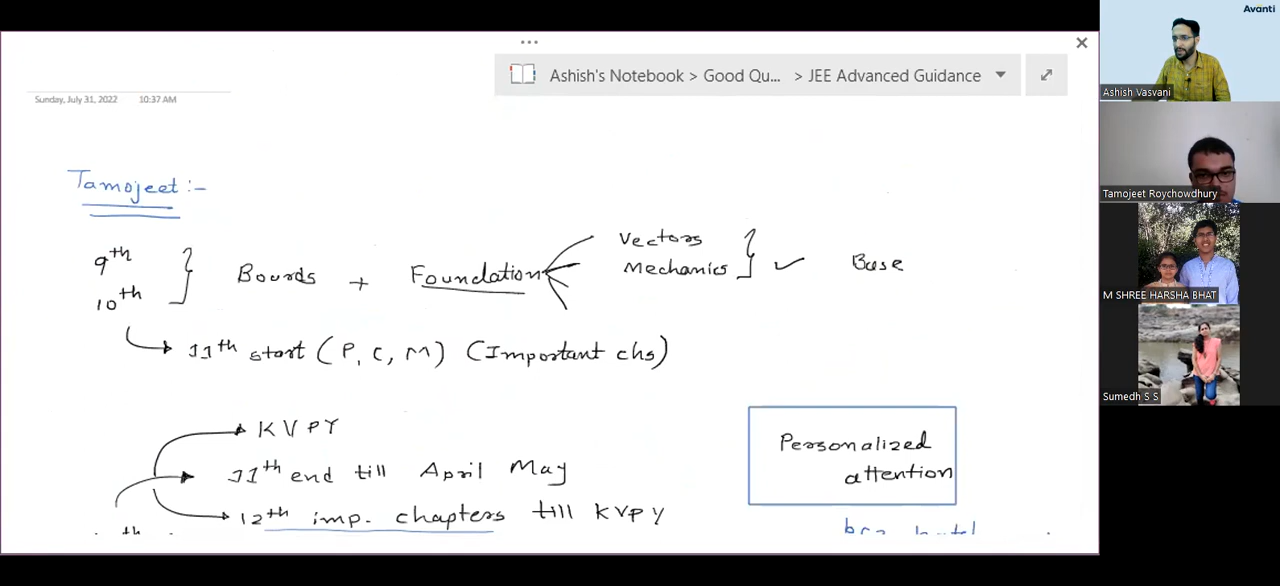 Avanti
Ashish's Notebook > Good Qu... > JEE Advanced Guidance
Sunday, July 31, 2022 10:37 AM
Ashish Vasvani
Tamojeet Roychowdhury
M SHREE HARSHA BHAT
Sumedh S S
Tamojeet :-
9th
10th
Boards + Foundation
Vectors
Mechanics
Base
11th start (P, C, M) (Important chs)
KVPY
11th end till April May
12th imp. chapters till KVPY
Personalized
attention
th